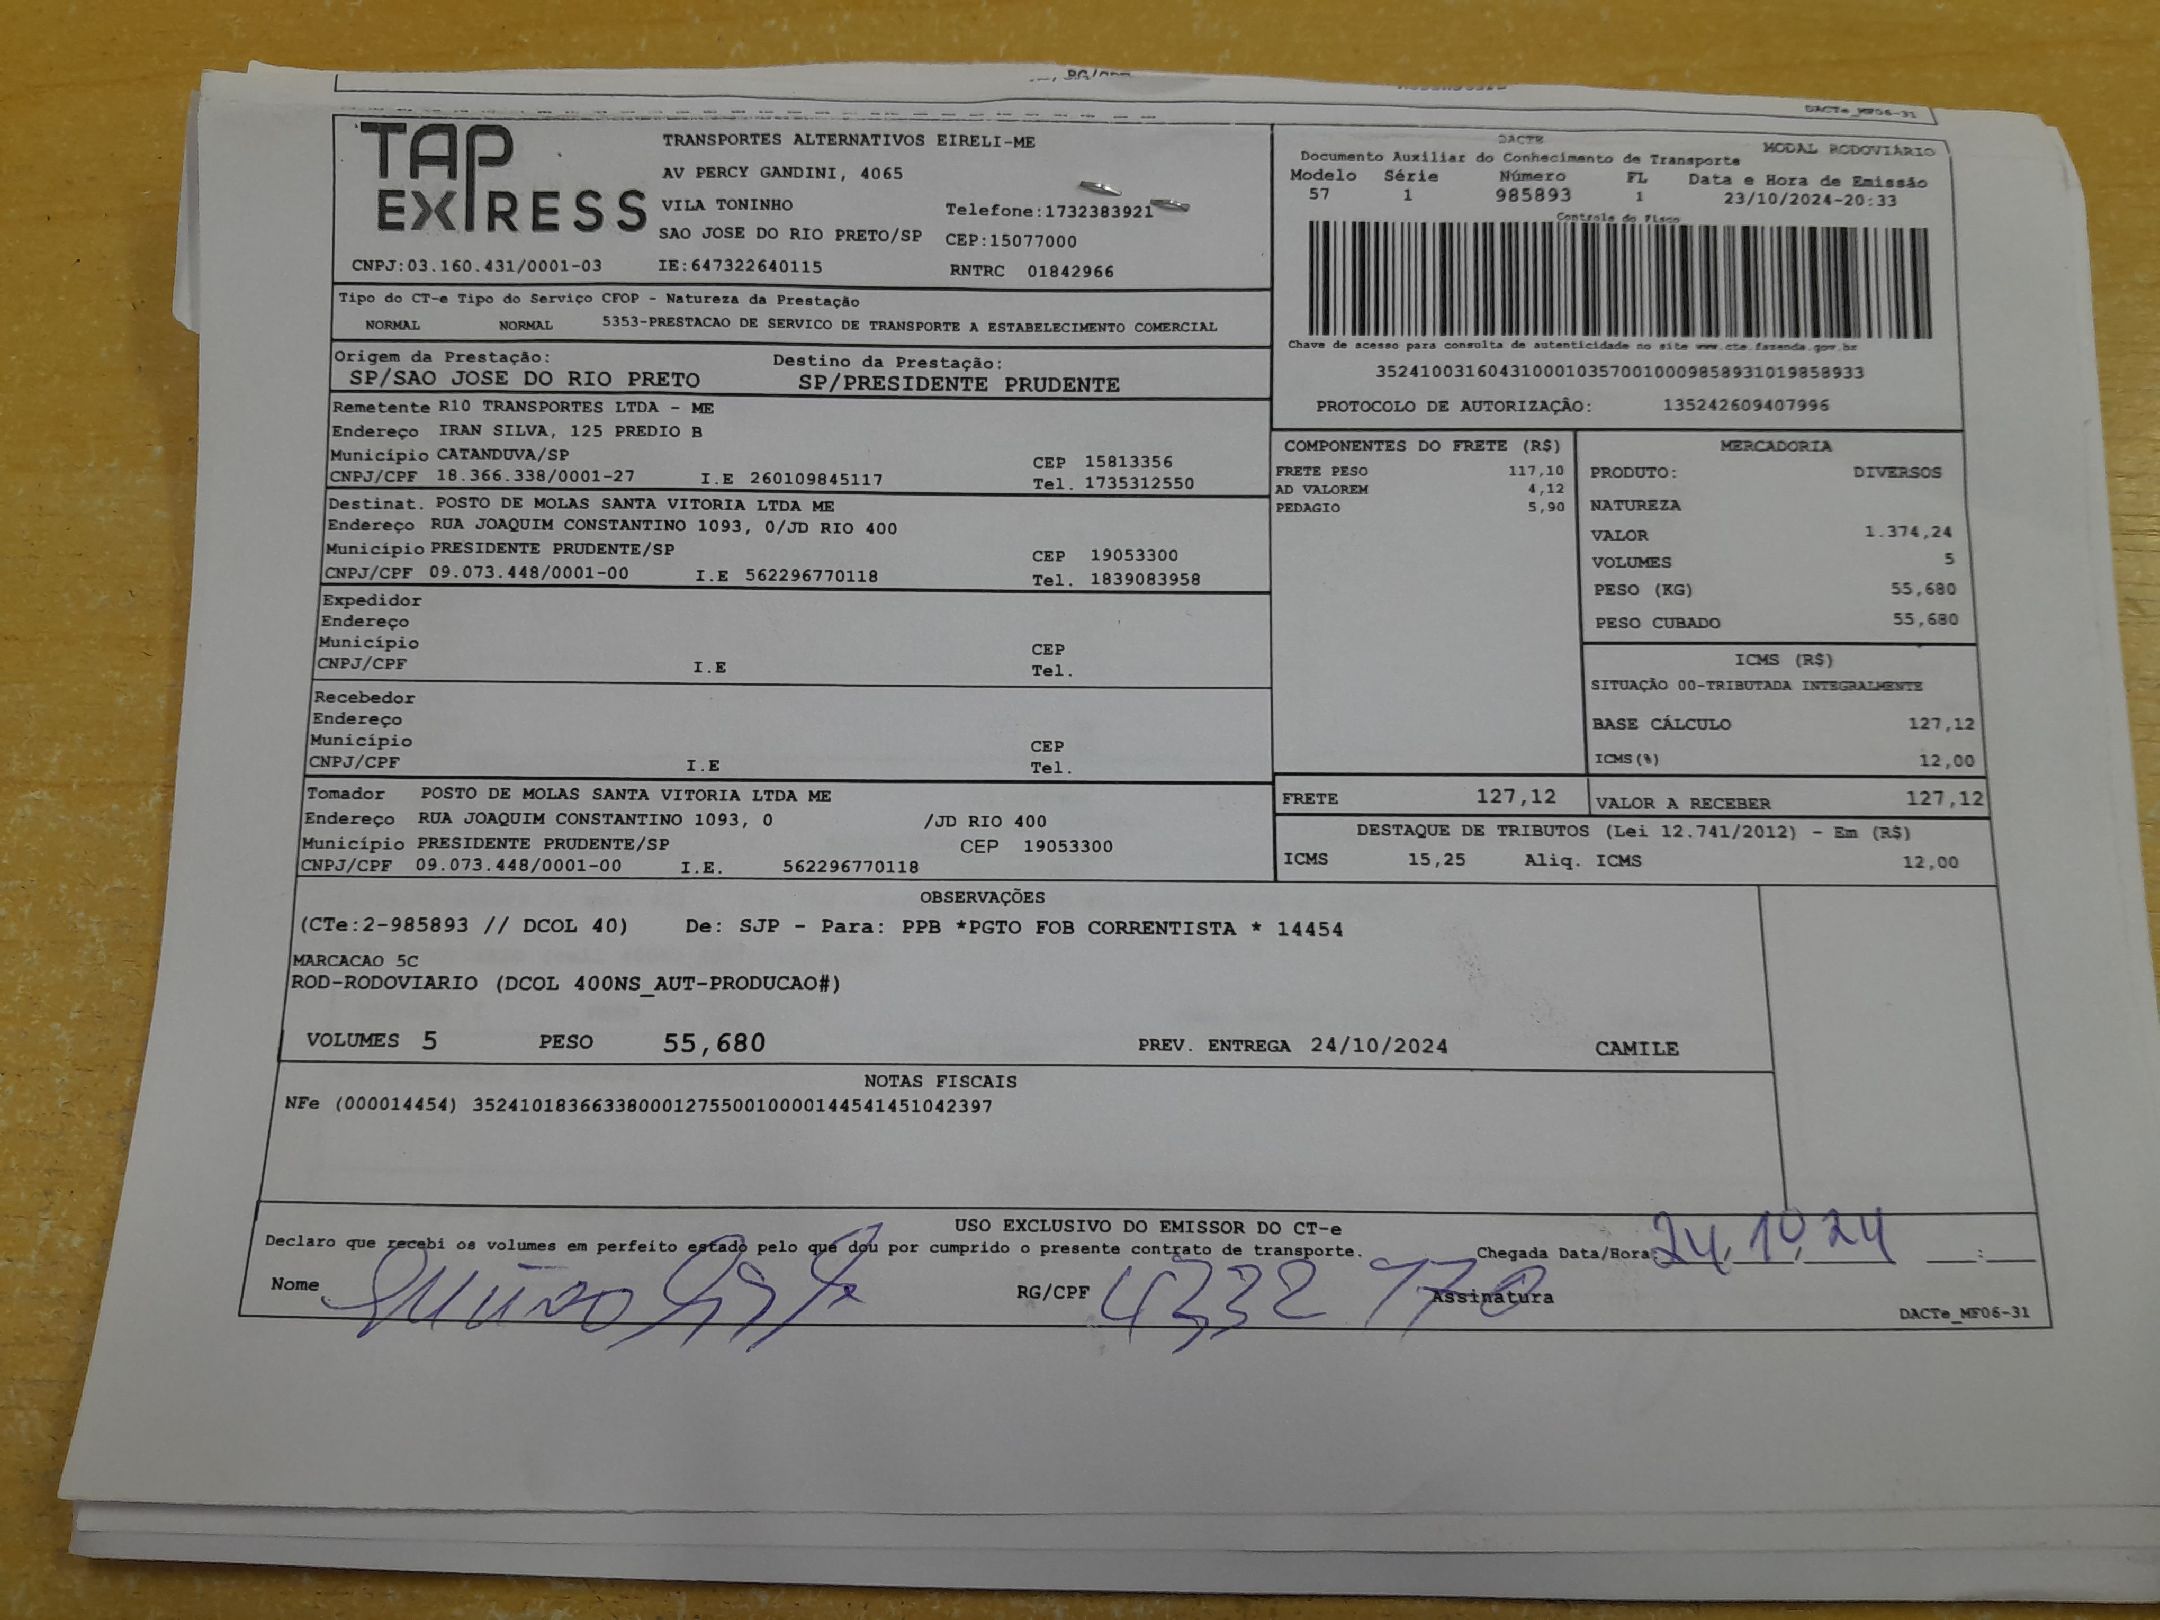 DACTe_MF06-31
TAP EXPRESS
TRANSPORTES ALTERNATIVOS EIRELI-ME
AV PERCY GANDINI, 4065
VILA TONINHO Telefone:1732383921
SAO JOSE DO RIO PRETO/SP CEP:15077000
CNPJ:03.160.431/0001-03 IE:647322640115 RNTRC 01842966
DACTE MODAL RODOVIÁRIO
Documento Auxiliar do Conhecimento de Transporte
Modelo Série Número FL Data e Hora de Emissão
57 1 985893 1 23/10/2024-20:33
Controle do Fisco
Chave de acesso para consulta de autenticidade no site www.cte.fazenda.gov.br
35241003160431000103570010009858931019858933
PROTOCOLO DE AUTORIZAÇÃO: 135242609407996
Tipo do CT-e Tipo do Serviço CFOP - Natureza da Prestação
NORMAL NORMAL 5353-PRESTACAO DE SERVICO DE TRANSPORTE A ESTABELECIMENTO COMERCIAL
Origem da Prestação: Destino da Prestação:
SP/SAO JOSE DO RIO PRETO SP/PRESIDENTE PRUDENTE
Remetente R10 TRANSPORTES LTDA - ME
Endereço IRAN SILVA, 125 PREDIO B
Município CATANDUVA/SP CEP 15813356
CNPJ/CPF 18.366.338/0001-27 I.E 260109845117 Tel. 1735312550
Destinat. POSTO DE MOLAS SANTA VITORIA LTDA ME
Endereço RUA JOAQUIM CONSTANTINO 1093, 0/JD RIO 400
Município PRESIDENTE PRUDENTE/SP CEP 19053300
CNPJ/CPF 09.073.448/0001-00 I.E 562296770118 Tel. 1839083958
Expedidor
Endereço
Município CEP
CNPJ/CPF I.E Tel.
Recebedor
Endereço
Município CEP
CNPJ/CPF I.E Tel.
Tomador POSTO DE MOLAS SANTA VITORIA LTDA ME
Endereço RUA JOAQUIM CONSTANTINO 1093, 0 /JD RIO 400
Município PRESIDENTE PRUDENTE/SP CEP 19053300
CNPJ/CPF 09.073.448/0001-00 I.E. 562296770118
COMPONENTES DO FRETE (R$)
FRETE PESO 117,10
AD VALOREM 4,12
PEDAGIO 5,90
MERCADORIA
PRODUTO: DIVERSOS
NATUREZA
VALOR 1.374,24
VOLUMES 5
PESO (KG) 55,680
PESO CUBADO 55,680
ICMS (R$)
SITUAÇÃO 00-TRIBUTADA INTEGRALMENTE
BASE CÁLCULO 127,12
ICMS(%) 12,00
FRETE 127,12 VALOR A RECEBER 127,12
DESTAQUE DE TRIBUTOS (Lei 12.741/2012) - Em (R$)
ICMS 15,25 Aliq. ICMS 12,00
OBSERVAÇÕES
(CTe:2-985893 // DCOL 40) De: SJP - Para: PPB *PGTO FOB CORRENTISTA * 14454
MARCACAO 5C
ROD-RODOVIARIO (DCOL 400NS_AUT-PRODUCAO#)
VOLUMES 5 PESO 55,680 PREV. ENTREGA 24/10/2024 CAMILE
NOTAS FISCAIS
NFe (000014454) 35241018366338000127550010000144541451042397
USO EXCLUSIVO DO EMISSOR DO CT-e
Declaro que recebi os volumes em perfeito estado pelo que dou por cumprido o presente contrato de transporte. Chegada Data/Hora 24 10 24 __:__
Nome RG/CPF 4332 170 Assinatura
DACTe_MF06-31